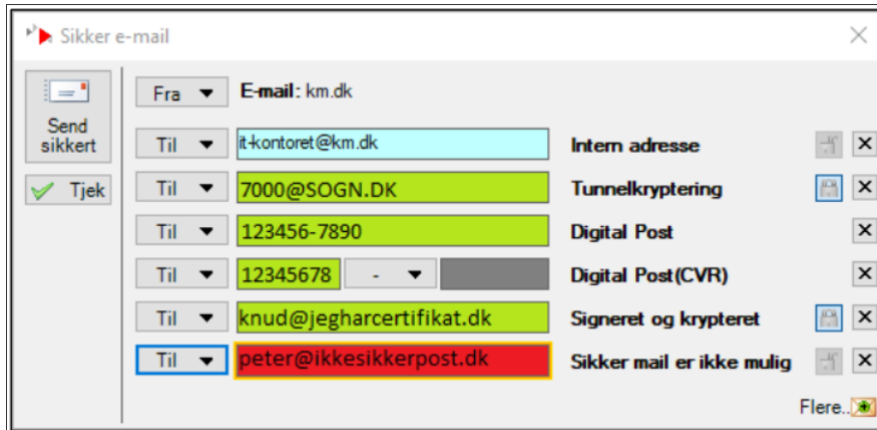 Sikker e-mail
Send sikkert
Tjek
Fra E-mail: km.dk
Til it-kontoret@km.dk Intern adresse
Til 7000@SOGN.DK Tunnelkryptering
Til 123456-7890 Digital Post
Til 12345678 - Digital Post(CVR)
Til knud@jegharcertifikat.dk Signeret og krypteret
Til peter@ikkesikkerpost.dk Sikker mail er ikke mulig
Flere..